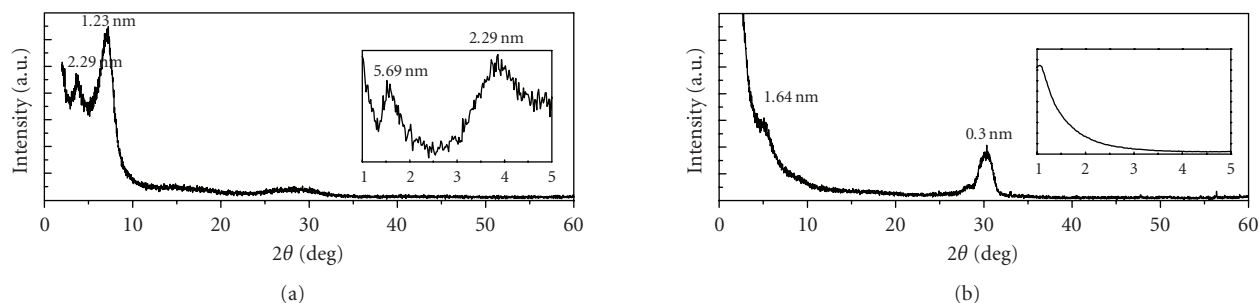 1.23 nm
2.29 nm
5.69 nm
2.29 nm
1 2 3 4 5
Intensity (a.u.)
0 10 20 30 40 50 60
2θ (deg)
(a)
1.64 nm
0.3 nm
1 2 3 4 5
Intensity (a.u.)
0 10 20 30 40 50 60
2θ (deg)
(b)